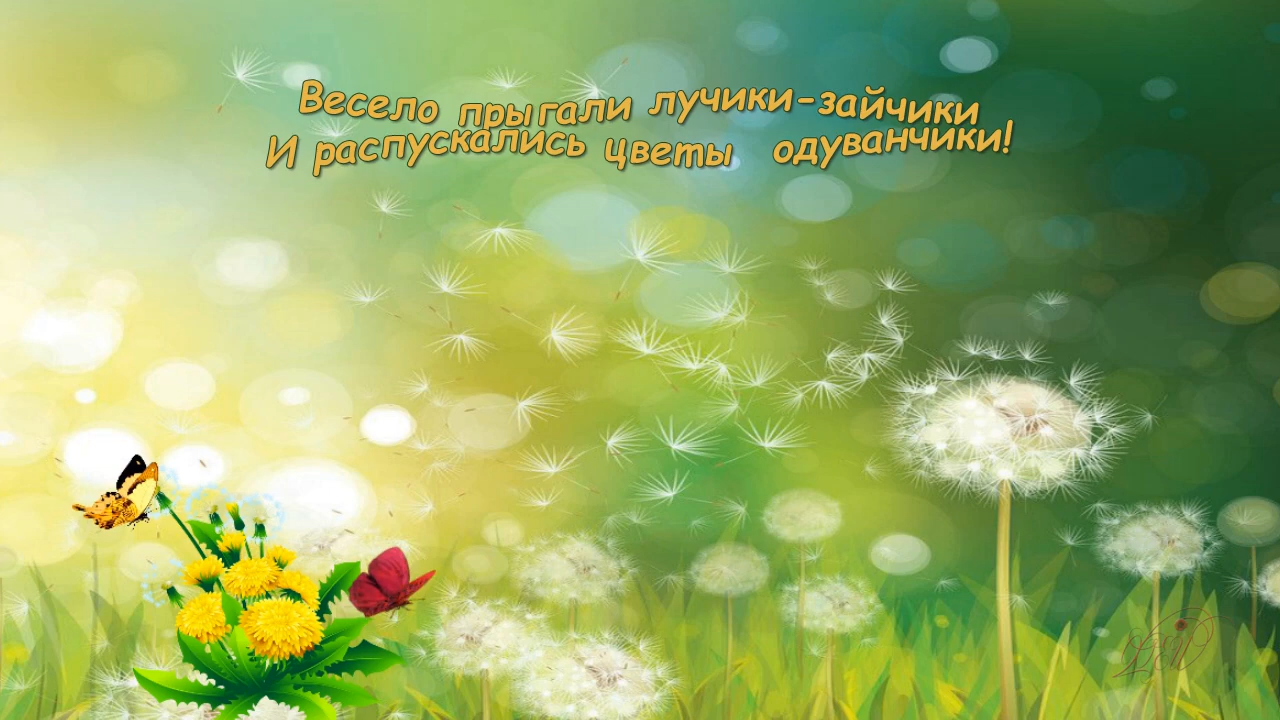 Весело прыгали лучики-зайчики
И распускались цветы одуванчики!